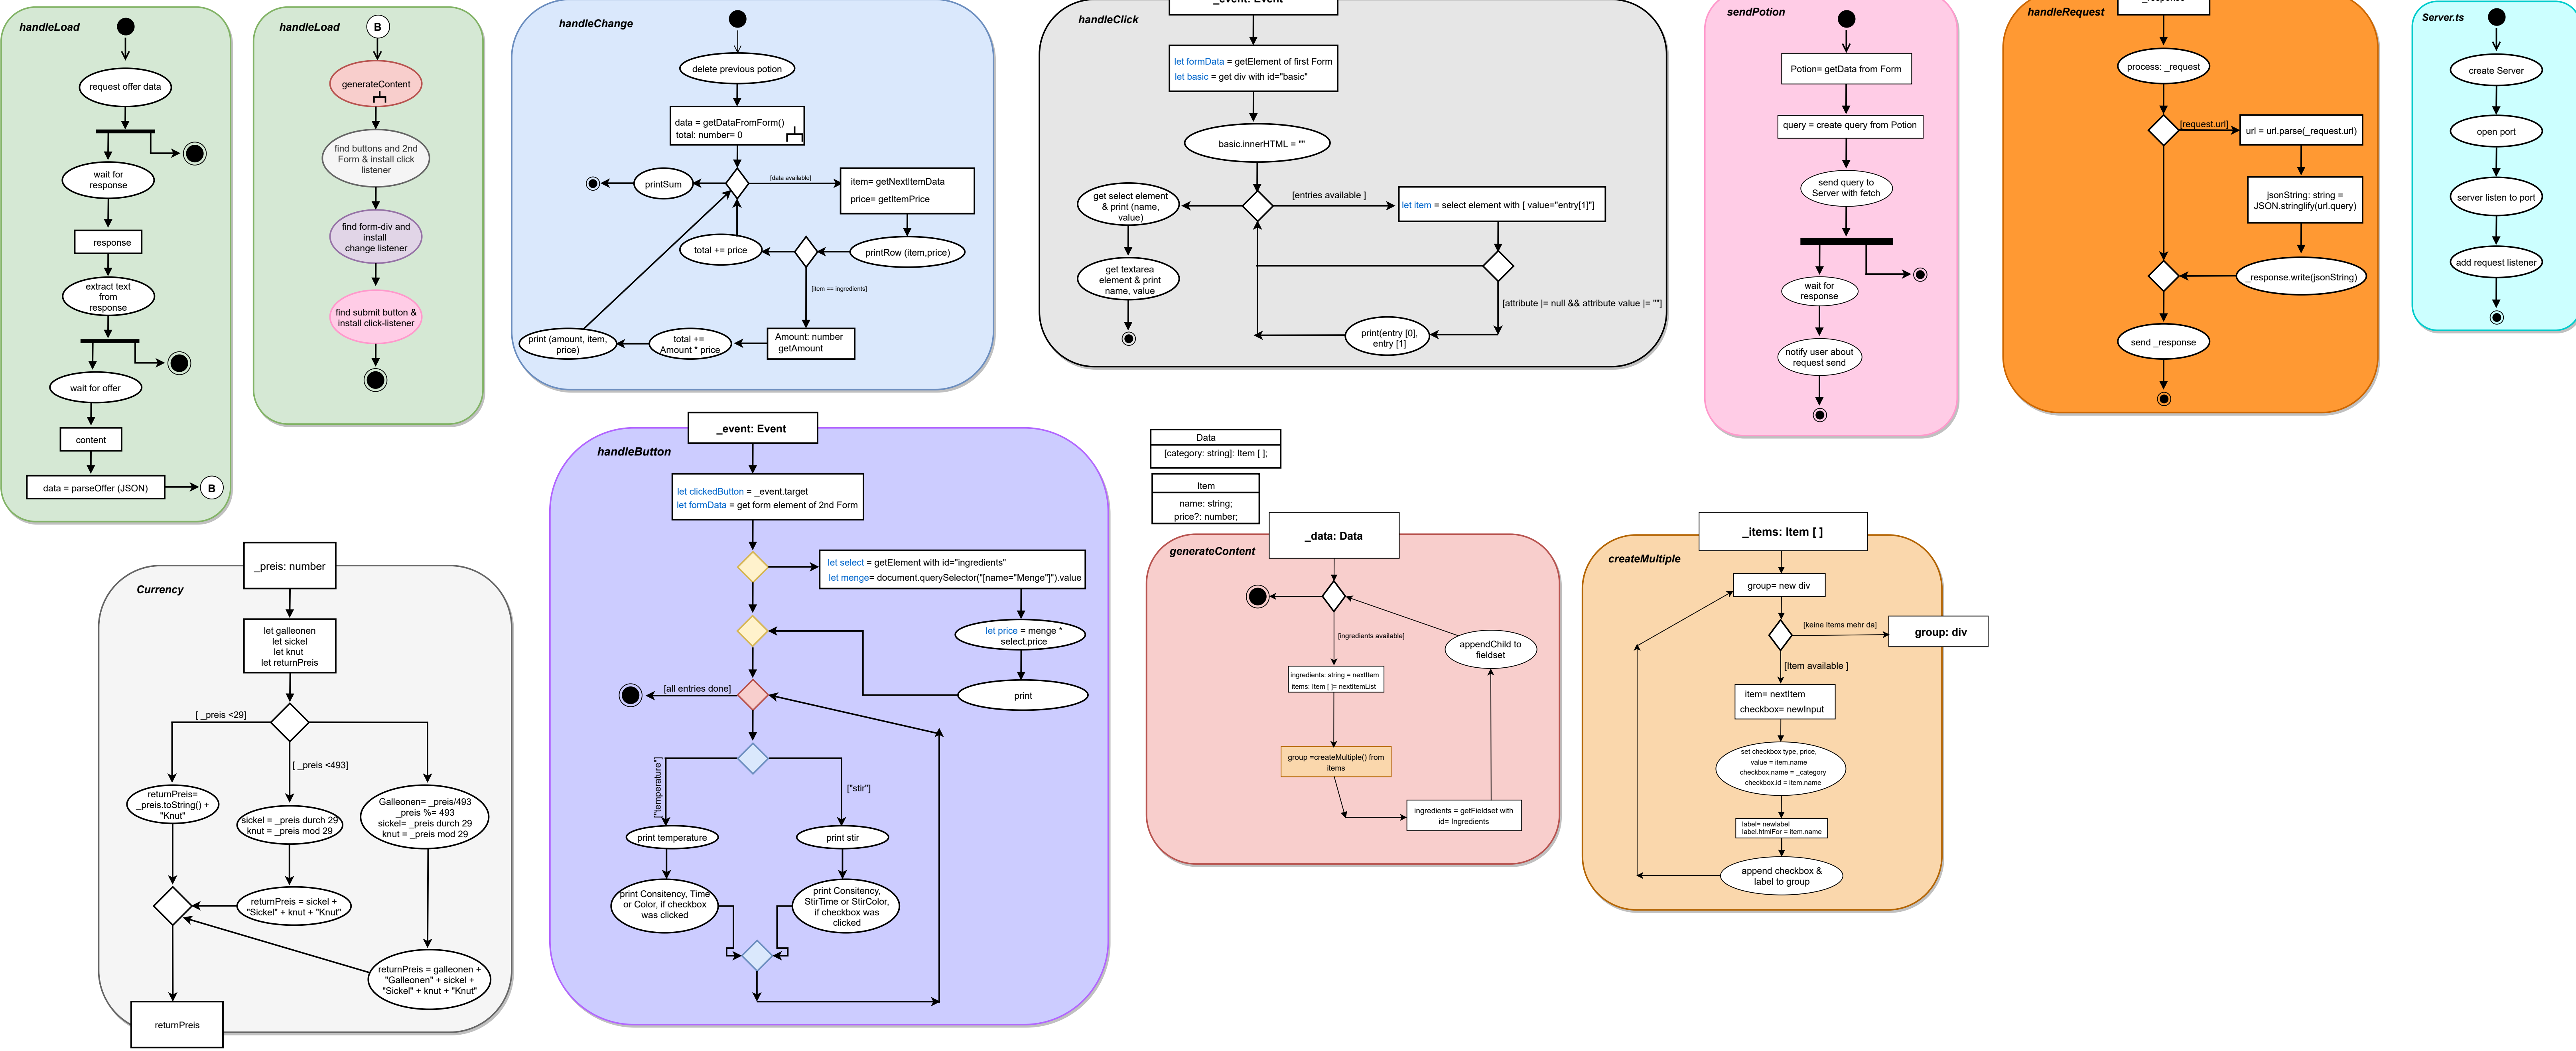 handleLoad
request offer data
wait for
response
response
extract text
from
response
wait for offer
content
data = parseOffer (JSON)
B
handleLoad
B
generateContent
find buttons and 2nd
Form & install click
listener
find form-div and
install
change listener
find submit button &
install click-listener
handleChange
delete previous potion
data = getDataFromForm()
total: number= 0
printSum
[data available]
item= getNextItemData
price= getItemPrice
total += price
printRow (item,price)
[item == ingredients]
print (amount, item,
price)
total +=
Amount * price
Amount: number
getAmount
_event: Event
handleClick
let formData = getElement of first Form
let basic = get div with id="basic"
basic.innerHTML = ""
get select element
& print (name,
value)
[entries available ]
let item = select element with [ value="entry[1]"]
get textarea
element & print
name, value
[attribute |= null && attribute value |= ""]
print(entry [0],
entry [1]
sendPotion
Potion= getData from Form
query = create query from Potion
send query to
Server with fetch
wait for
response
notify user about
request send
_response
handleRequest
process: _request
[request.url]
url = url.parse(_request.url)
jsonString: string =
JSON.stringlify(url.query)
_response.write(jsonString)
send _response
Server.ts
create Server
open port
server listen to port
add request listener
_preis: number
Currency
let galleonen
let sickel
let knut
let returnPreis
[ _preis <29]
[ _preis <493]
returnPreis=
_preis.toString() +
"Knut"
sickel = _preis durch 29
knut = _preis mod 29
Galleonen= _preis/493
_preis %= 493
sickel= _preis durch 29
knut = _preis mod 29
returnPreis = sickel +
"Sickel" + knut + "Knut"
returnPreis = galleonen +
"Galleonen" + sickel +
"Sickel" + knut + "Knut"
returnPreis
_event: Event
handleButton
let clickedButton = _event.target
let formData = get form element of 2nd Form
let select = getElement with id="ingredients"
let menge= document.querySelector("[name="Menge"]").value
let price = menge *
select.price
print
[all entries done]
["temperature"]
["stir"]
print temperature
print stir
print Consitency, Time
or Color, if checkbox
was clicked
print Consitency,
StirTime or StirColor,
if checkbox was
clicked
Data
[category: string]: Item [ ];
Item
name: string;
price?: number;
_data: Data
generateContent
[ingredients available]
appendChild to
fieldset
ingredients: string = nextItem
items: Item [ ]= nextItemList
group =createMultiple() from
items
ingredients = getFieldset with
id= Ingredients
_items: Item [ ]
createMultiple
group= new div
[keine Items mehr da]
group: div
[Item available ]
item= nextItem
checkbox= newInput
set checkbox type, price,
value = item.name
checkbox.name = _category
checkbox.id = item.name
label= newlabel
label.htmlFor = item.name
append checkbox &
label to group